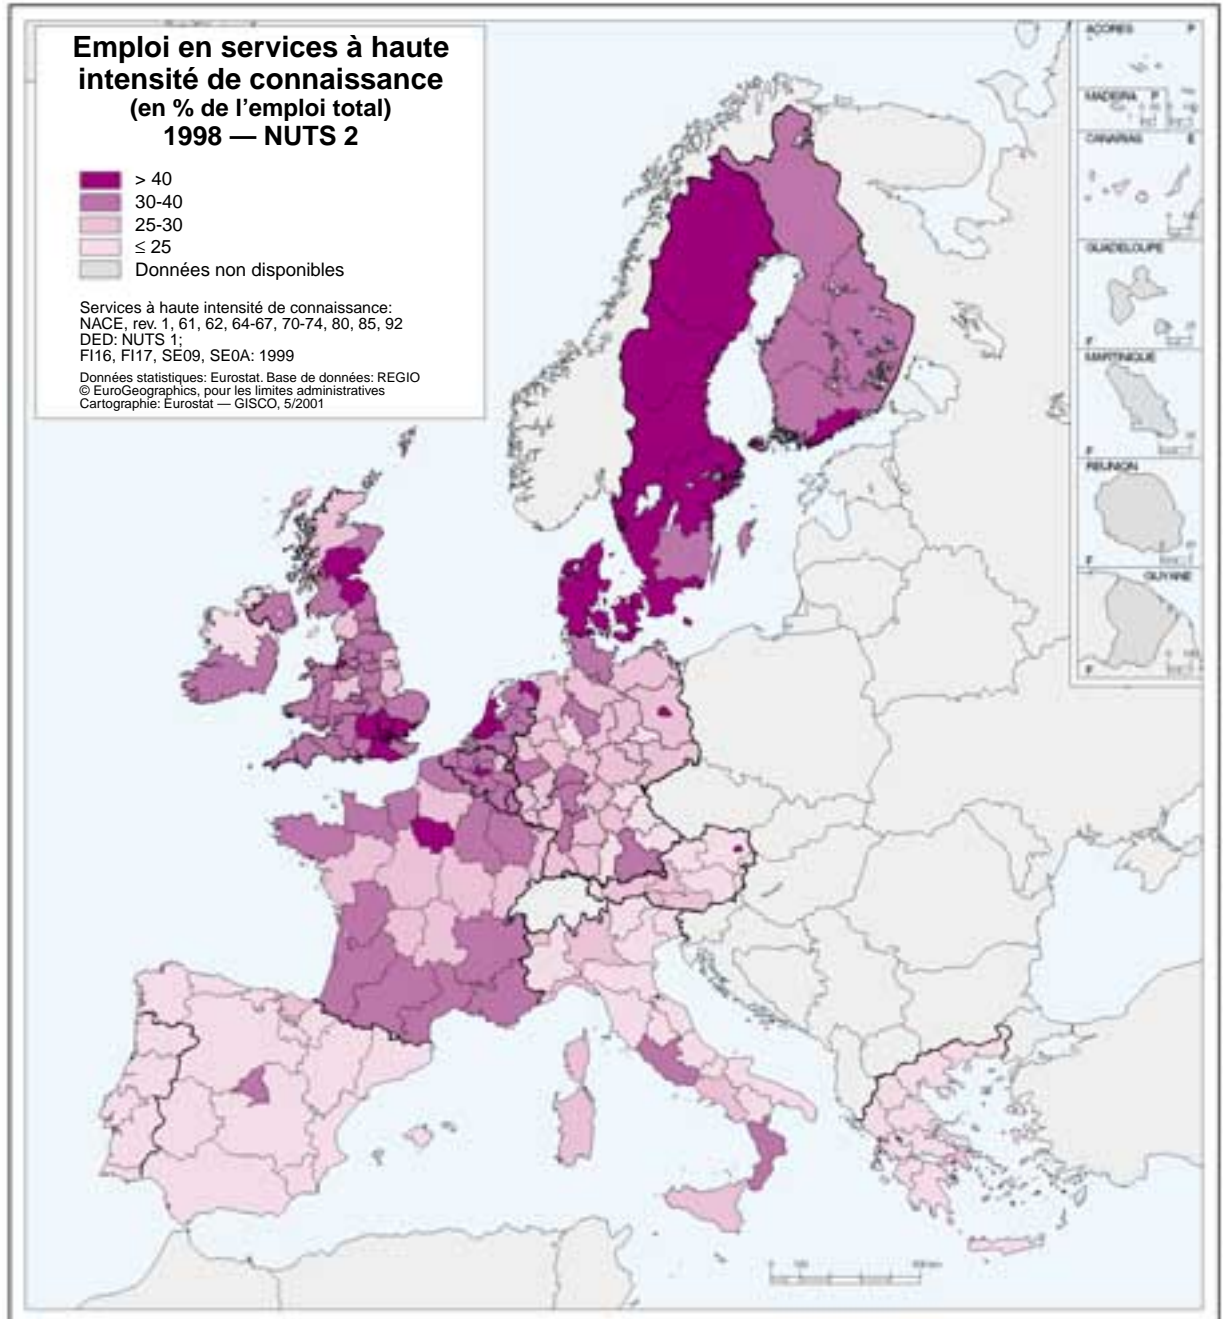 Emploi en services à haute
intensité de connaissance
(en % de l'emploi total)
1998 — NUTS 2
> 40
30-40
25-30
≤ 25
Données non disponibles
Services à haute intensité de connaissance:
NACE, rev. 1, 61, 62, 64-67, 70-74, 80, 85, 92
DED: NUTS 1;
FI16, FI17, SE09, SE0A: 1999
Données statistiques: Eurostat. Base de données: REGIO
© EuroGeographics, pour les limites administratives
Cartographie: Eurostat — GISCO, 5/2001
AÇORES P
MADEIRA P
CANARIAS E
GUADELOUPE
F
MARTINIQUE
F
RÉUNION
F
GUYANE
F